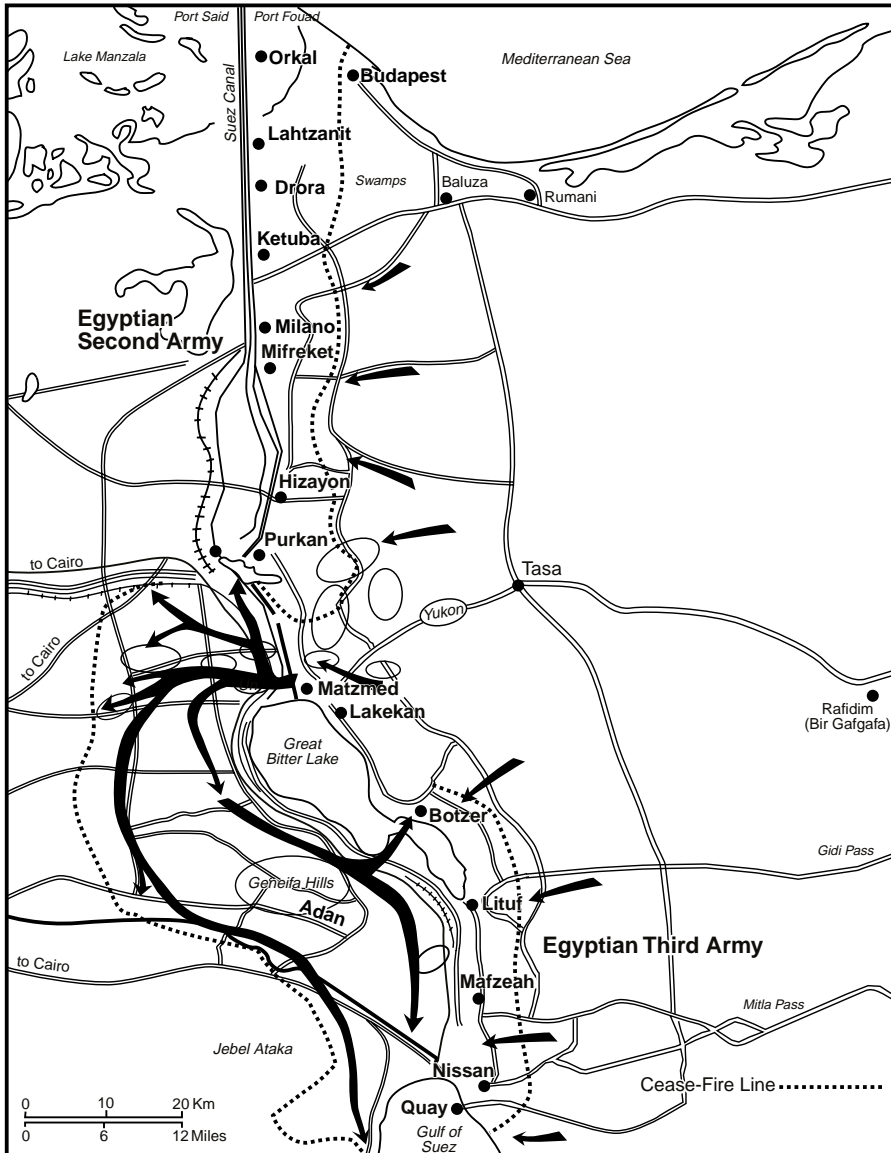 Port Said
Port Fouad
Lake Manzala
Orkal
Mediterranean Sea
Budapest
Suez Canal
Lahtzanit
Drora
Swamps
Baluza
Rumani
Ketuba
Egyptian
Second Army
Milano
Mifreket
Hizayon
Purkan
to Cairo
Tasa
Yukon
to Cairo
Matzmed
Lakekan
Rafidim
(Bir Gafgafa)
Great
Bitter Lake
Botzer
Gidi Pass
Geneifa Hills
Adan
Lituf
Egyptian Third Army
to Cairo
Mafzeah
Mitla Pass
Jebel Ataka
Nissan
Cease-Fire Line
0 10 20 Km
0 6 12 Miles
Quay
Gulf of
Suez